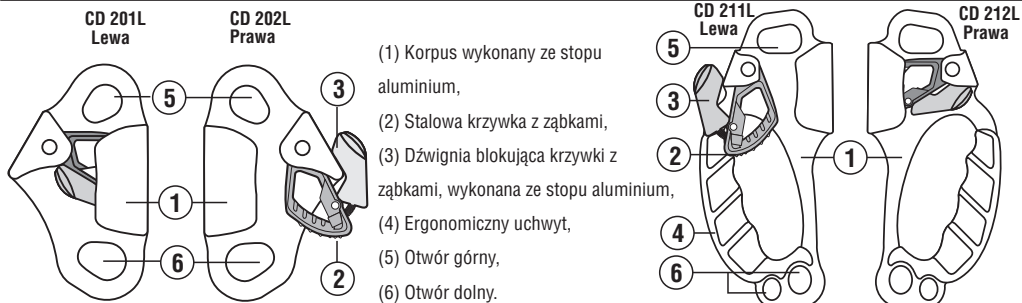 CD 201L
Lewa
CD 202L
Prawa
5
3
1
6
2
(1) Korpus wykonany ze stopu
aluminium,
(2) Stalowa krzywka z ząbkami,
(3) Dźwignia blokująca krzywki z
ząbkami, wykonana ze stopu aluminium,
(4) Ergonomiczny uchwyt,
(5) Otwór górny,
(6) Otwór dolny.
CD 211L
Lewa
CD 212L
Prawa
5
3
2
1
4
6